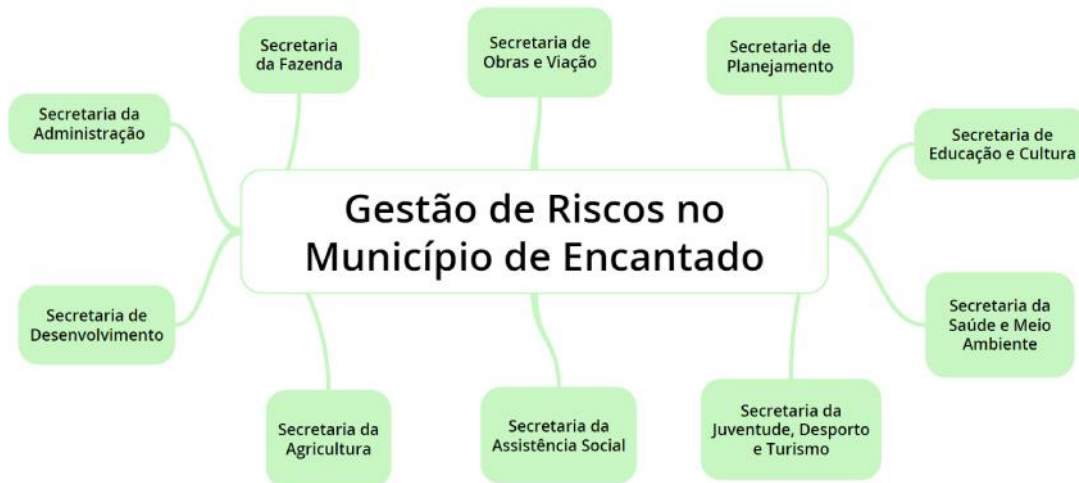 Secretaria
da Fazenda
Secretaria de
Obras e Viação
Secretaria de
Planejamento
Secretaria da
Administração
Secretaria de
Educação e Cultura
Gestão de Riscos no
Município de Encantado
Secretaria de
Desenvolvimento
Secretaria da
Saúde e Meio
Ambiente
Secretaria da
Agricultura
Secretaria da
Assistência Social
Secretaria da
Juventude, Desporto
e Turismo